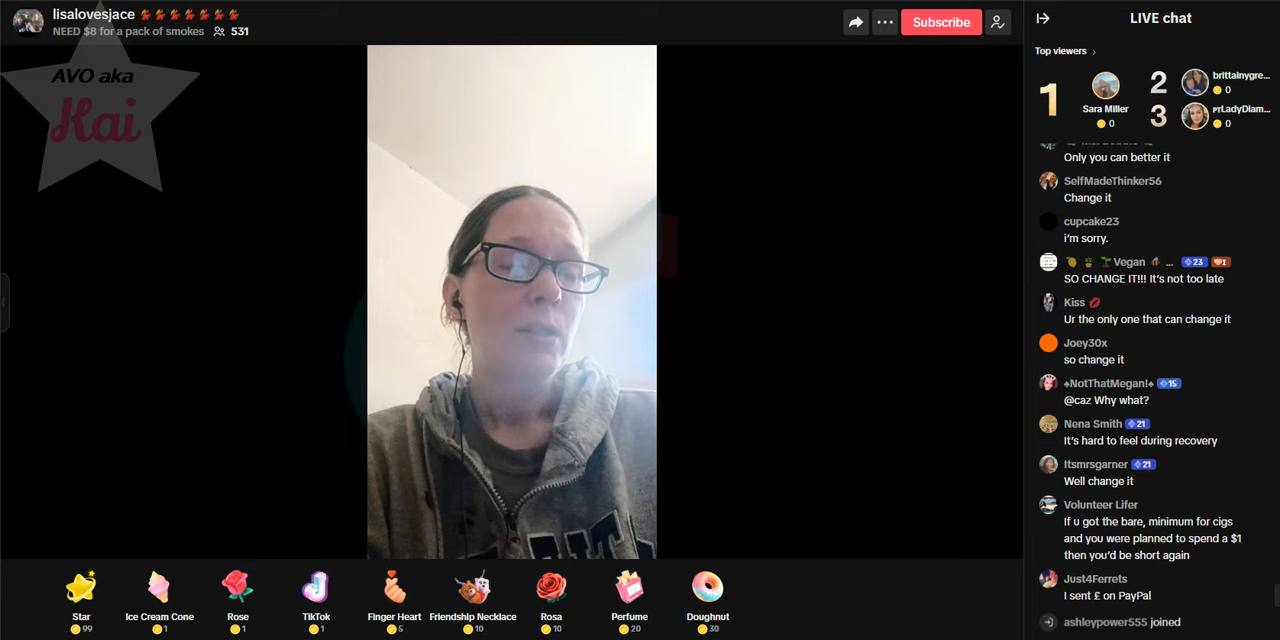 lisalovesjace 💃💃💃💃💃💃💃
NEED $8 for a pack of smokes 531
Subscribe
AVO aka
Kai
LIVE chat
Top viewers >
1
Sara Miller
0
2
brittainygre...
0
3
PTLadyDiam...
0
Only you can better it
SelfMadeThinker56
Change it
cupcake23
i'm sorry.
Vegan ... 23 1
SO CHANGE IT!!! It's not too late
Kiss 💋
Ur the only one that can change it
Joey30x
so change it
♠NotThatMegan!♠ 15
@caz Why what?
Nena Smith 21
It's hard to feel during recovery
Itsmrsgarner 21
Well change it
Volunteer Lifer
If u got the bare, minimum for cigs
and you were planned to spend a $1
then you'd be short again
Just4Ferrets
I sent £ on PayPal
ashleypower555 joined
Star
99
Ice Cream Cone
1
Rose
1
TikTok
1
Finger Heart
5
Friendship Necklace
10
Rosa
10
Perfume
20
Doughnut
30